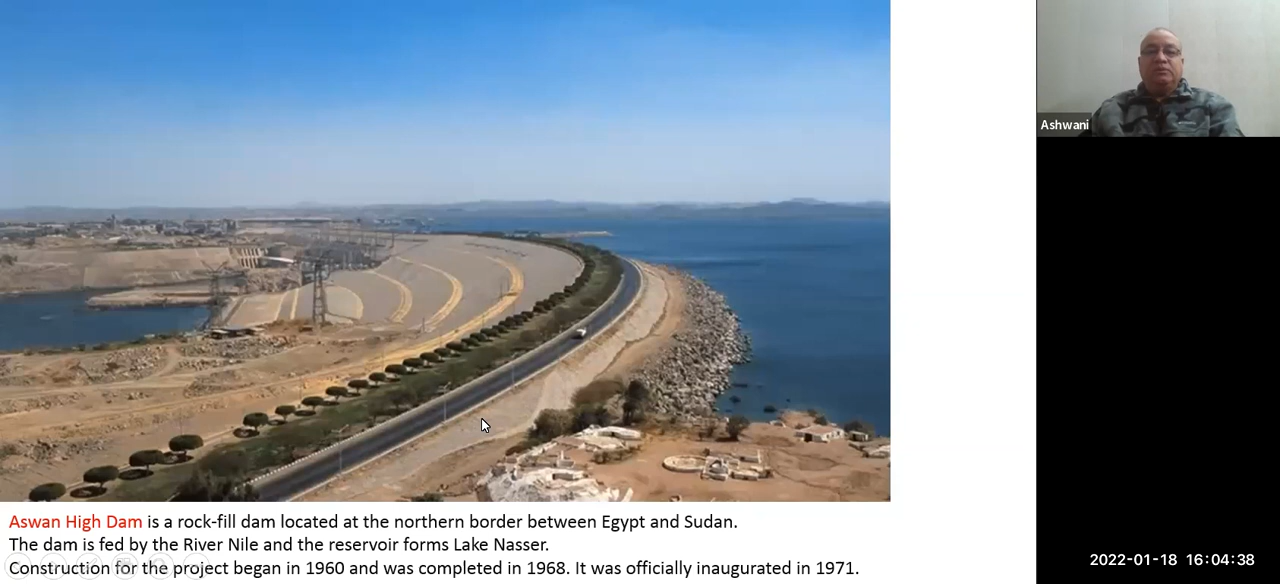 Ashwani
Aswan High Dam is a rock-fill dam located at the northern border between Egypt and Sudan.
The dam is fed by the River Nile and the reservoir forms Lake Nasser.
Construction for the project began in 1960 and was completed in 1968. It was officially inaugurated in 1971.
2022-01-18 16:04:38